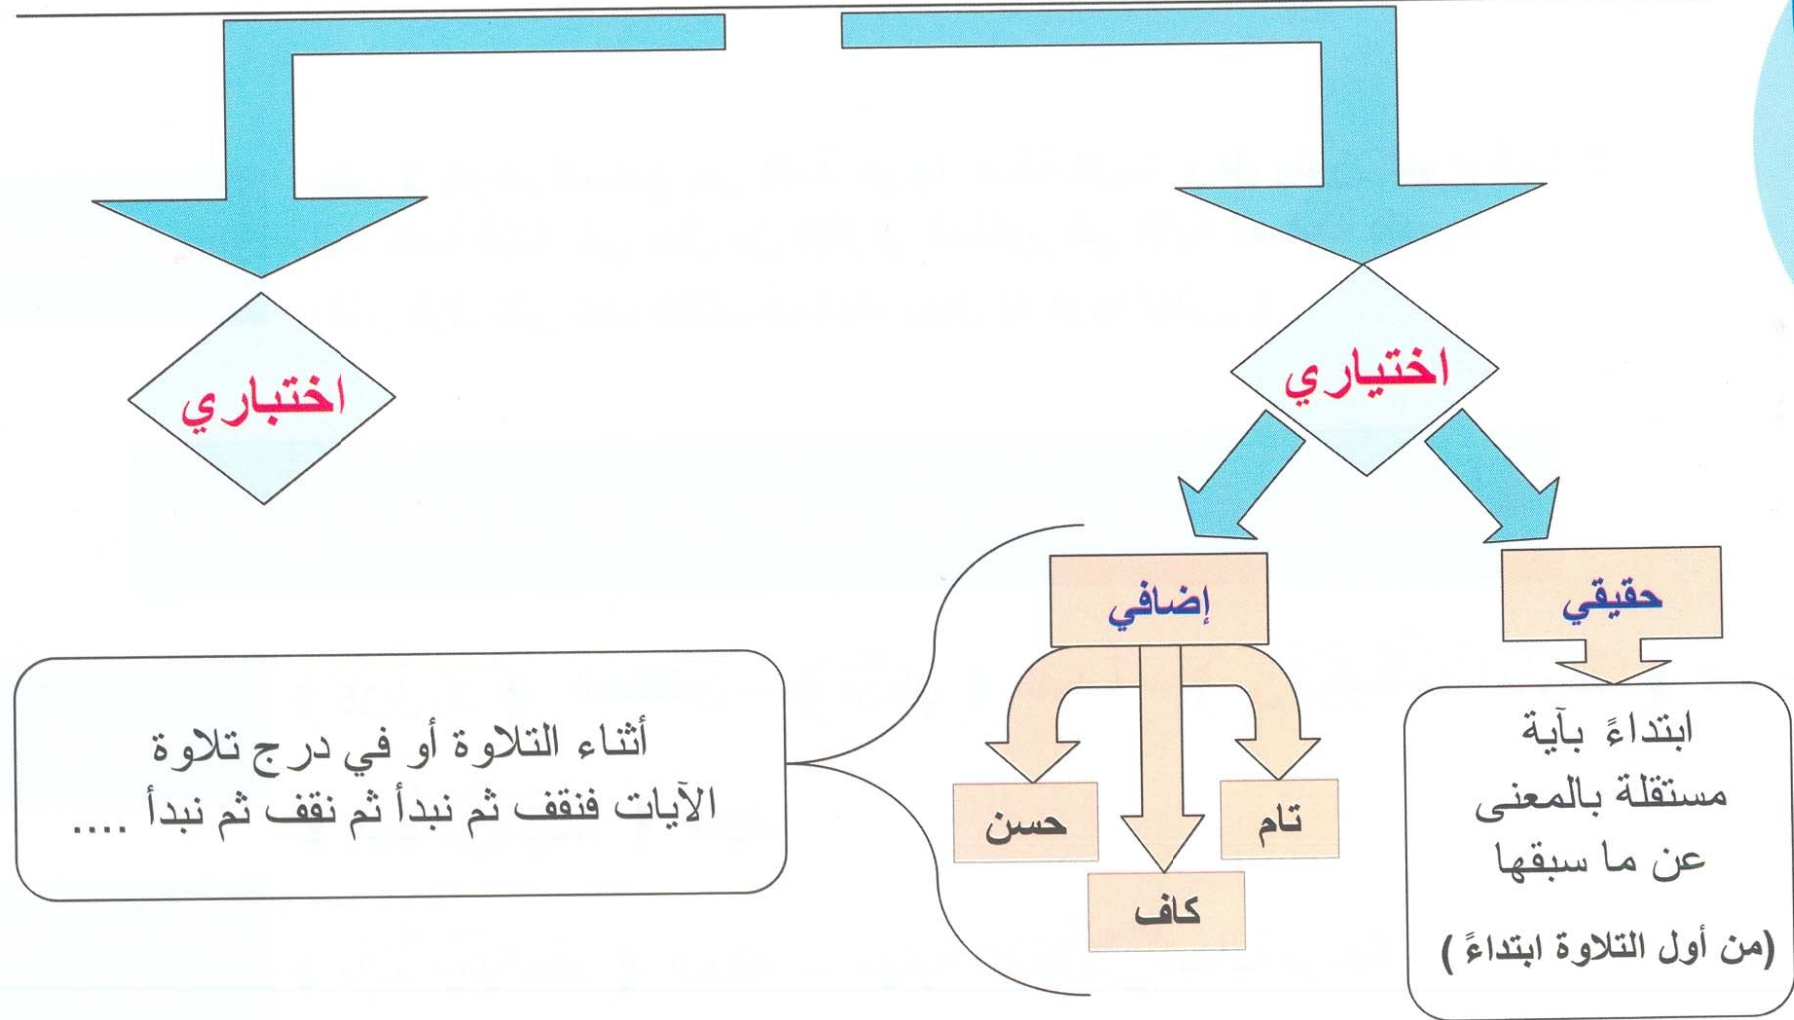 اختياري
اختباري
حقيقي
إضافي
ابتداءً بآية
مستقلة بالمعنى
عن ما سبقها
(من أول التلاوة ابتداءً )
تام
كاف
حسن
أثناء التلاوة أو في درج تلاوة
الآيات فنقف ثم نبدأ ثم نقف ثم نبدأ ....